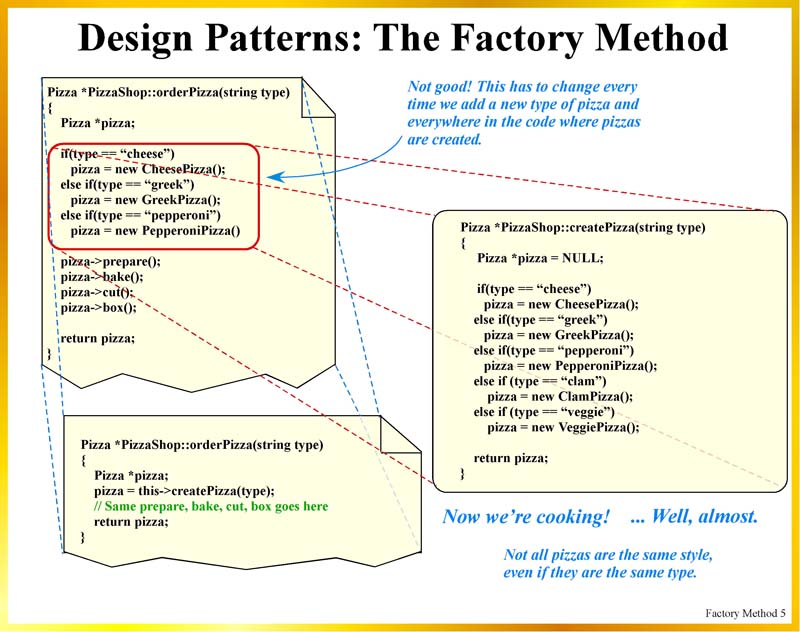 Design Patterns: The Factory Method
Pizza *PizzaShop::orderPizza(string type)
{
Pizza *pizza;
if(type == “cheese”)
pizza = new CheesePizza();
else if(type == “greek”)
pizza = new GreekPizza();
else if(type == “pepperoni”)
pizza = new PepperoniPizza()
pizza->prepare();
pizza->bake();
pizza->cut();
pizza->box();
return pizza;
}
Not good! This has to change every
time we add a new type of pizza and
everywhere in the code where pizzas
are created.
Pizza *PizzaShop::createPizza(string type)
{
Pizza *pizza = NULL;
if(type == “cheese”)
pizza = new CheesePizza();
else if(type == “greek”)
pizza = new GreekPizza();
else if(type == “pepperoni”)
pizza = new PepperoniPizza();
else if (type == “clam”)
pizza = new ClamPizza();
else if (type == “veggie”)
pizza = new VeggiePizza();
return pizza;
}
Pizza *PizzaShop::orderPizza(string type)
{
Pizza *pizza;
pizza = this->createPizza(type);
// Same prepare, bake, cut, box goes here
return pizza;
}
Now we’re cooking! ... Well, almost.
Not all pizzas are the same style,
even if they are the same type.
Factory Method 5